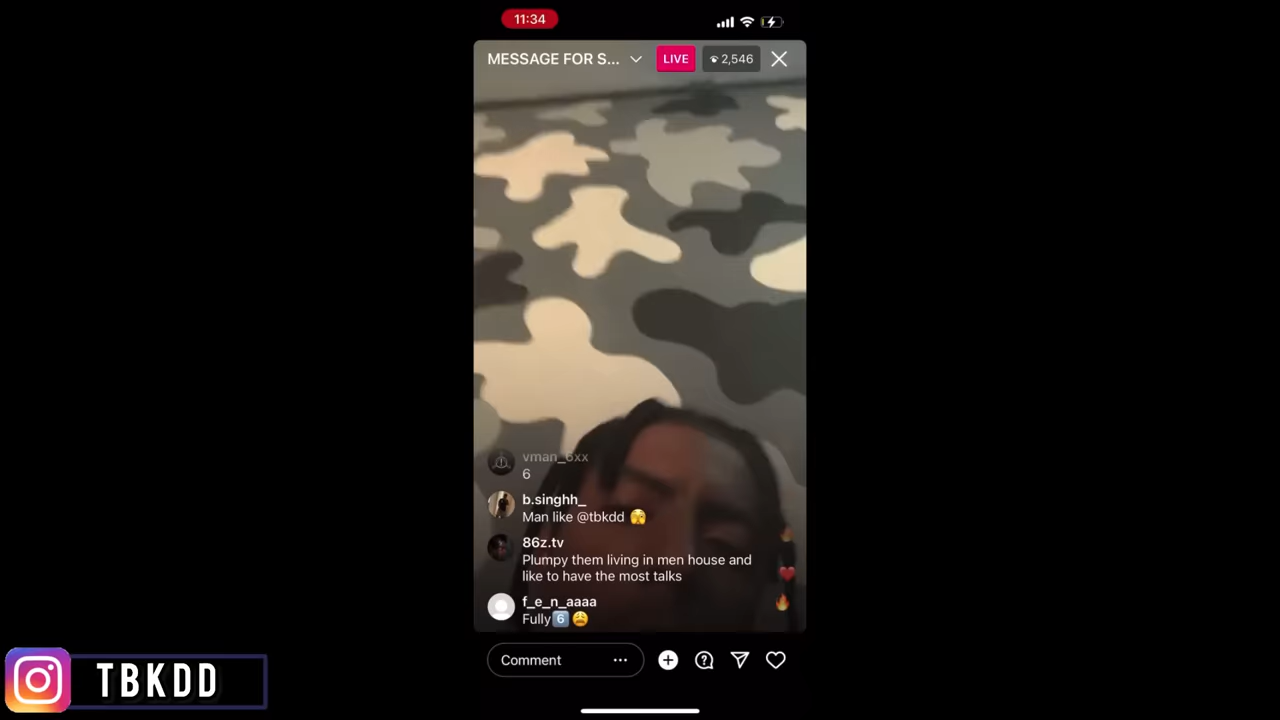 11:34
MESSAGE FOR S...
LIVE
2,546
vman_6xx
6
b.singhh_
Man like @tbkdd 🫣
86z.tv
Plumpy them living in men house and
like to have the most talks
f_e_n_aaaa
Fully6️⃣😩
Comment
TBKDD